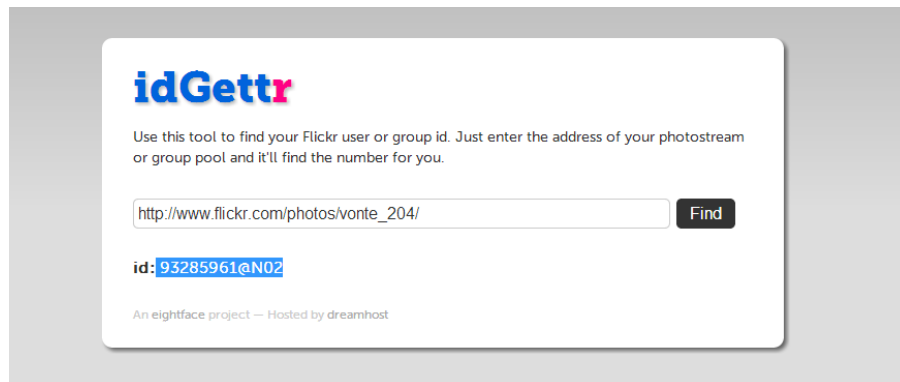 idGettr
Use this tool to find your Flickr user or group id. Just enter the address of your photostream
or group pool and it'll find the number for you.
http://www.flickr.com/photos/vonte_204/ Find
id: 93285961@N02
An eightface project — Hosted by dreamhost